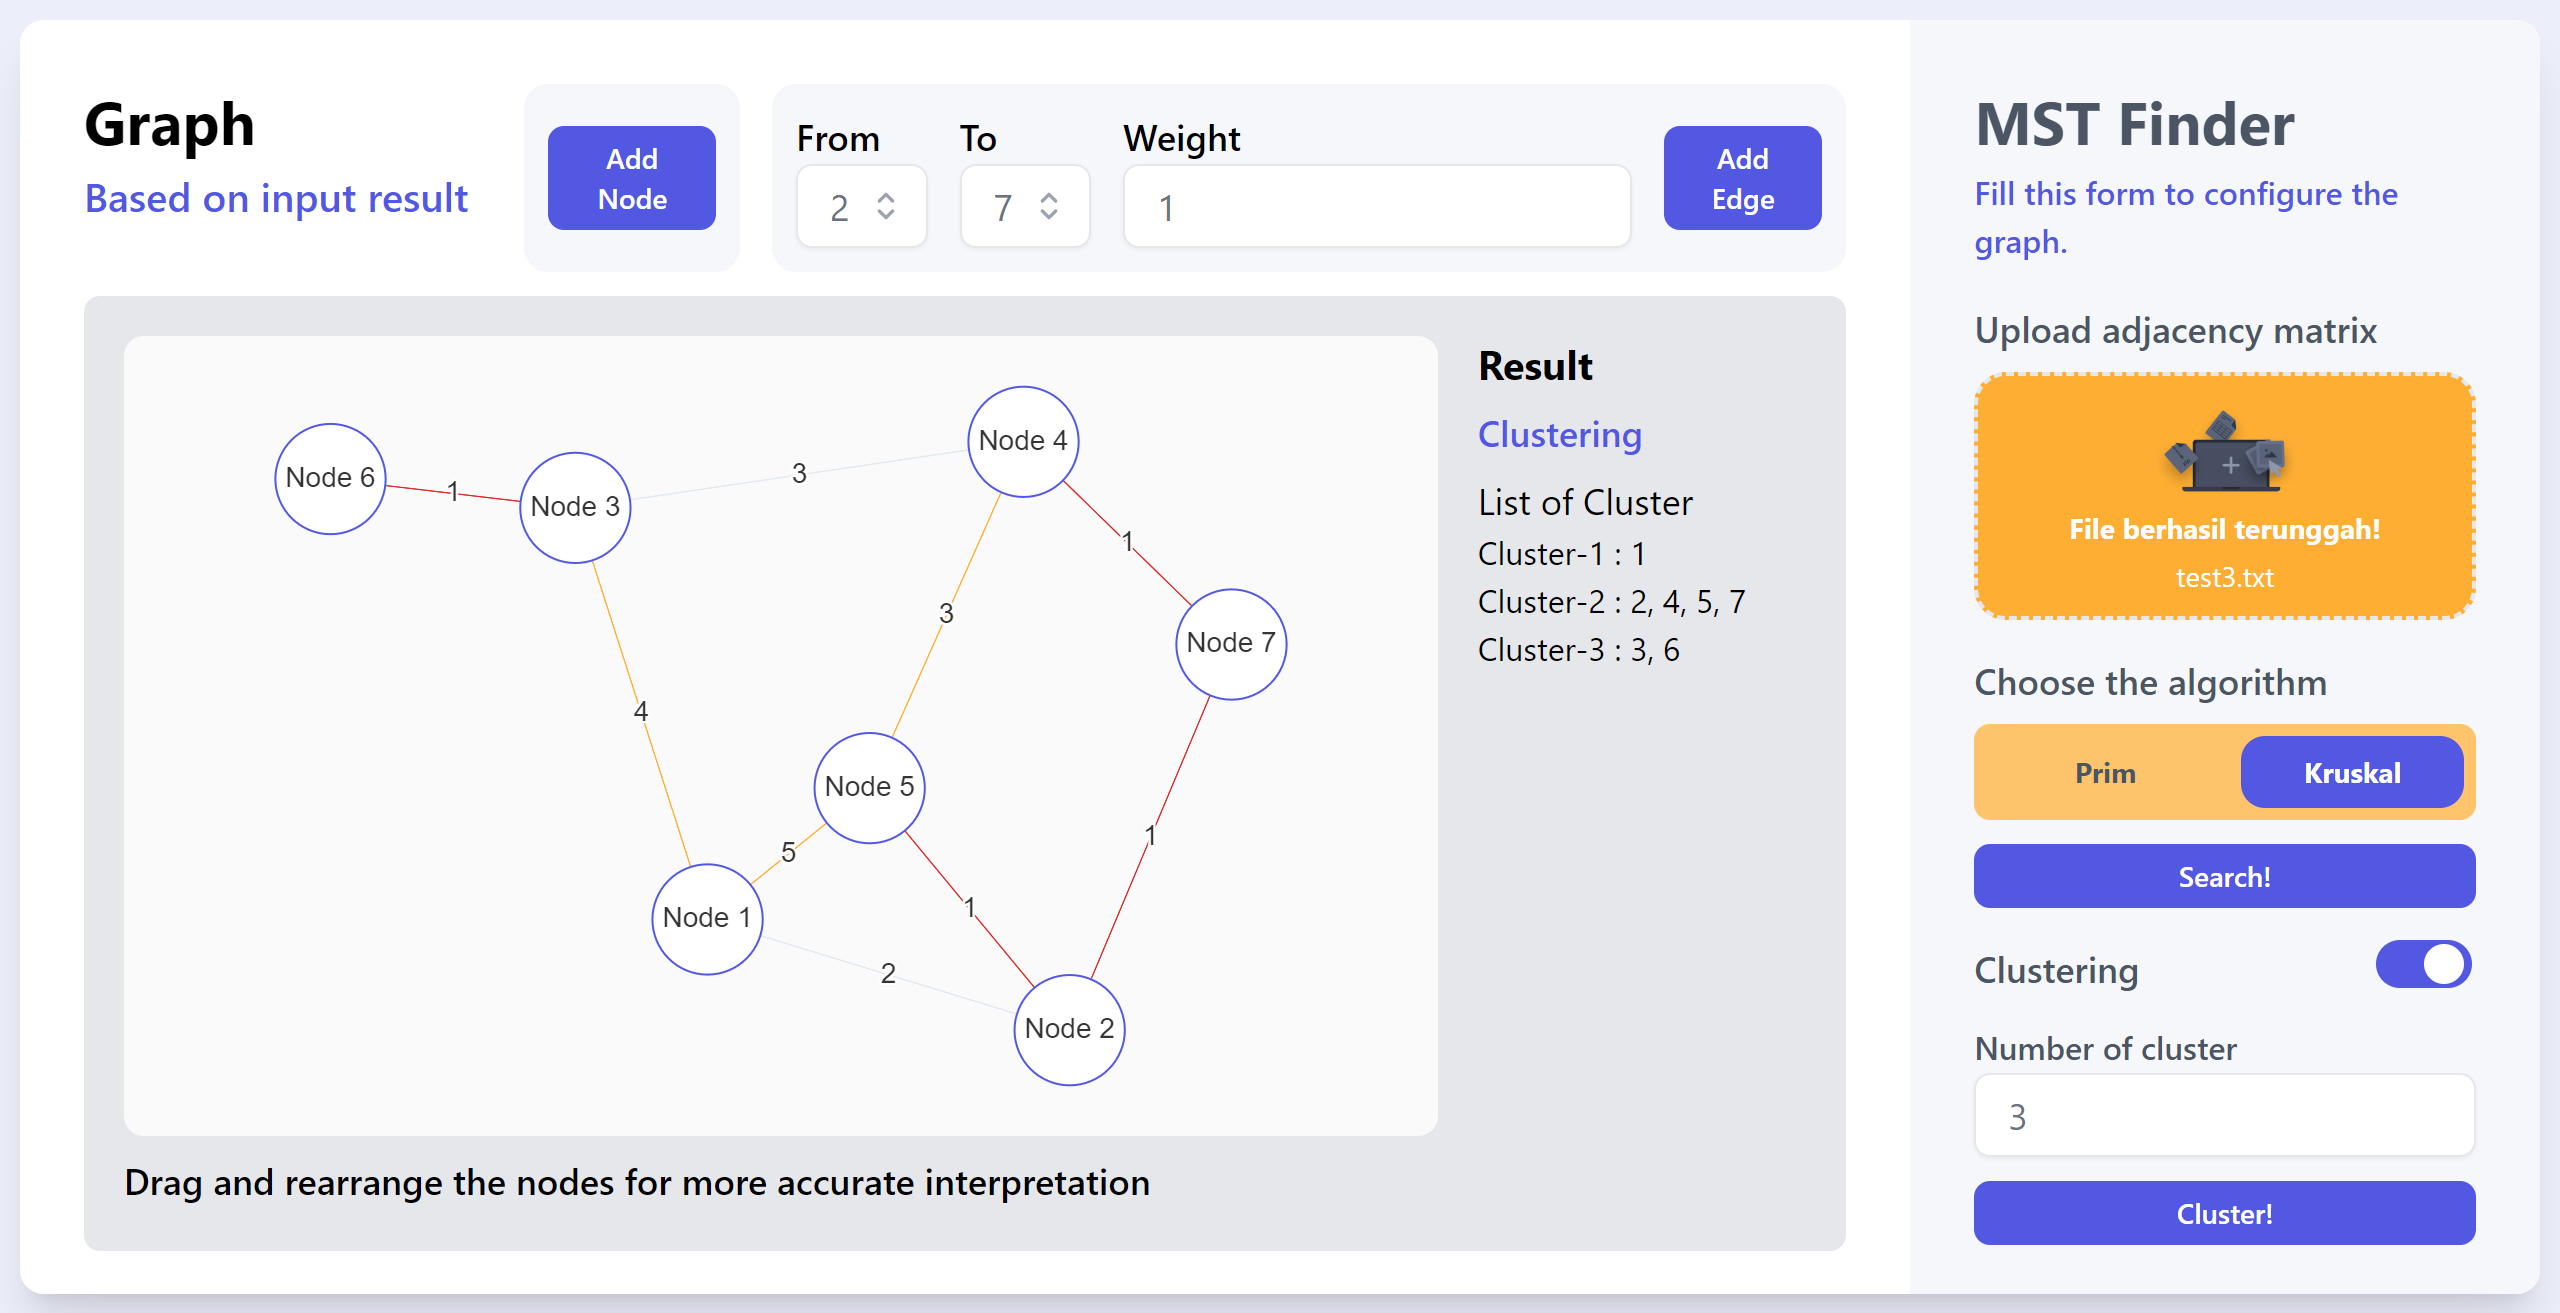 Graph
Based on input result
Add
Node
From
To
Weight
2
7
1
Add
Edge
Node 6
Node 3
Node 4
Node 7
Node 5
Node 1
Node 2
1
3
1
3
4
5
1
1
2
Drag and rearrange the nodes for more accurate interpretation
Result
Clustering
List of Cluster
Cluster-1 : 1
Cluster-2 : 2, 4, 5, 7
Cluster-3 : 3, 6
MST Finder
Fill this form to configure the
graph.
Upload adjacency matrix
File berhasil terunggah!
test3.txt
Choose the algorithm
Prim
Kruskal
Search!
Clustering
Number of cluster
3
Cluster!